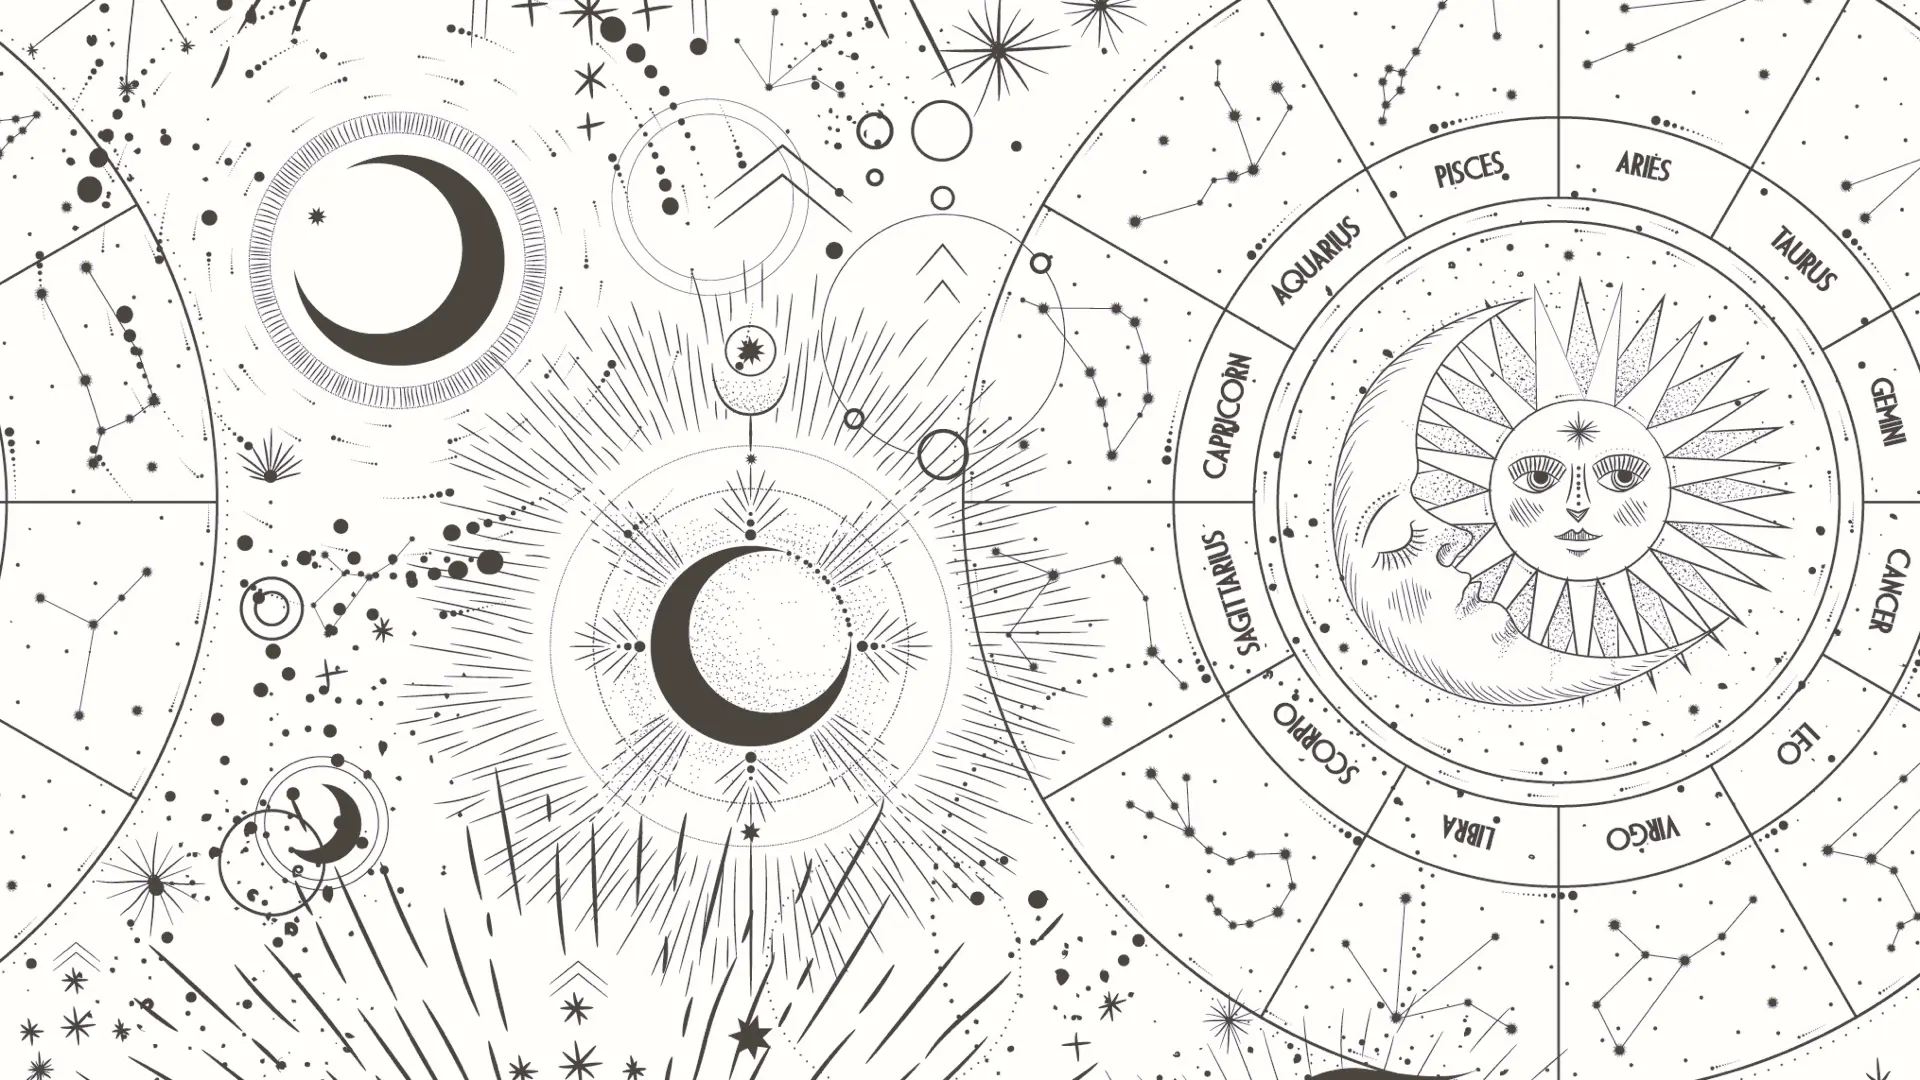 PISCES
ARIES
TAURUS
GEMINI
CANCER
LEO
VIRGO
LIBRA
SCORPIO
SAGITTARIUS
CAPRICORN
AQUARIUS